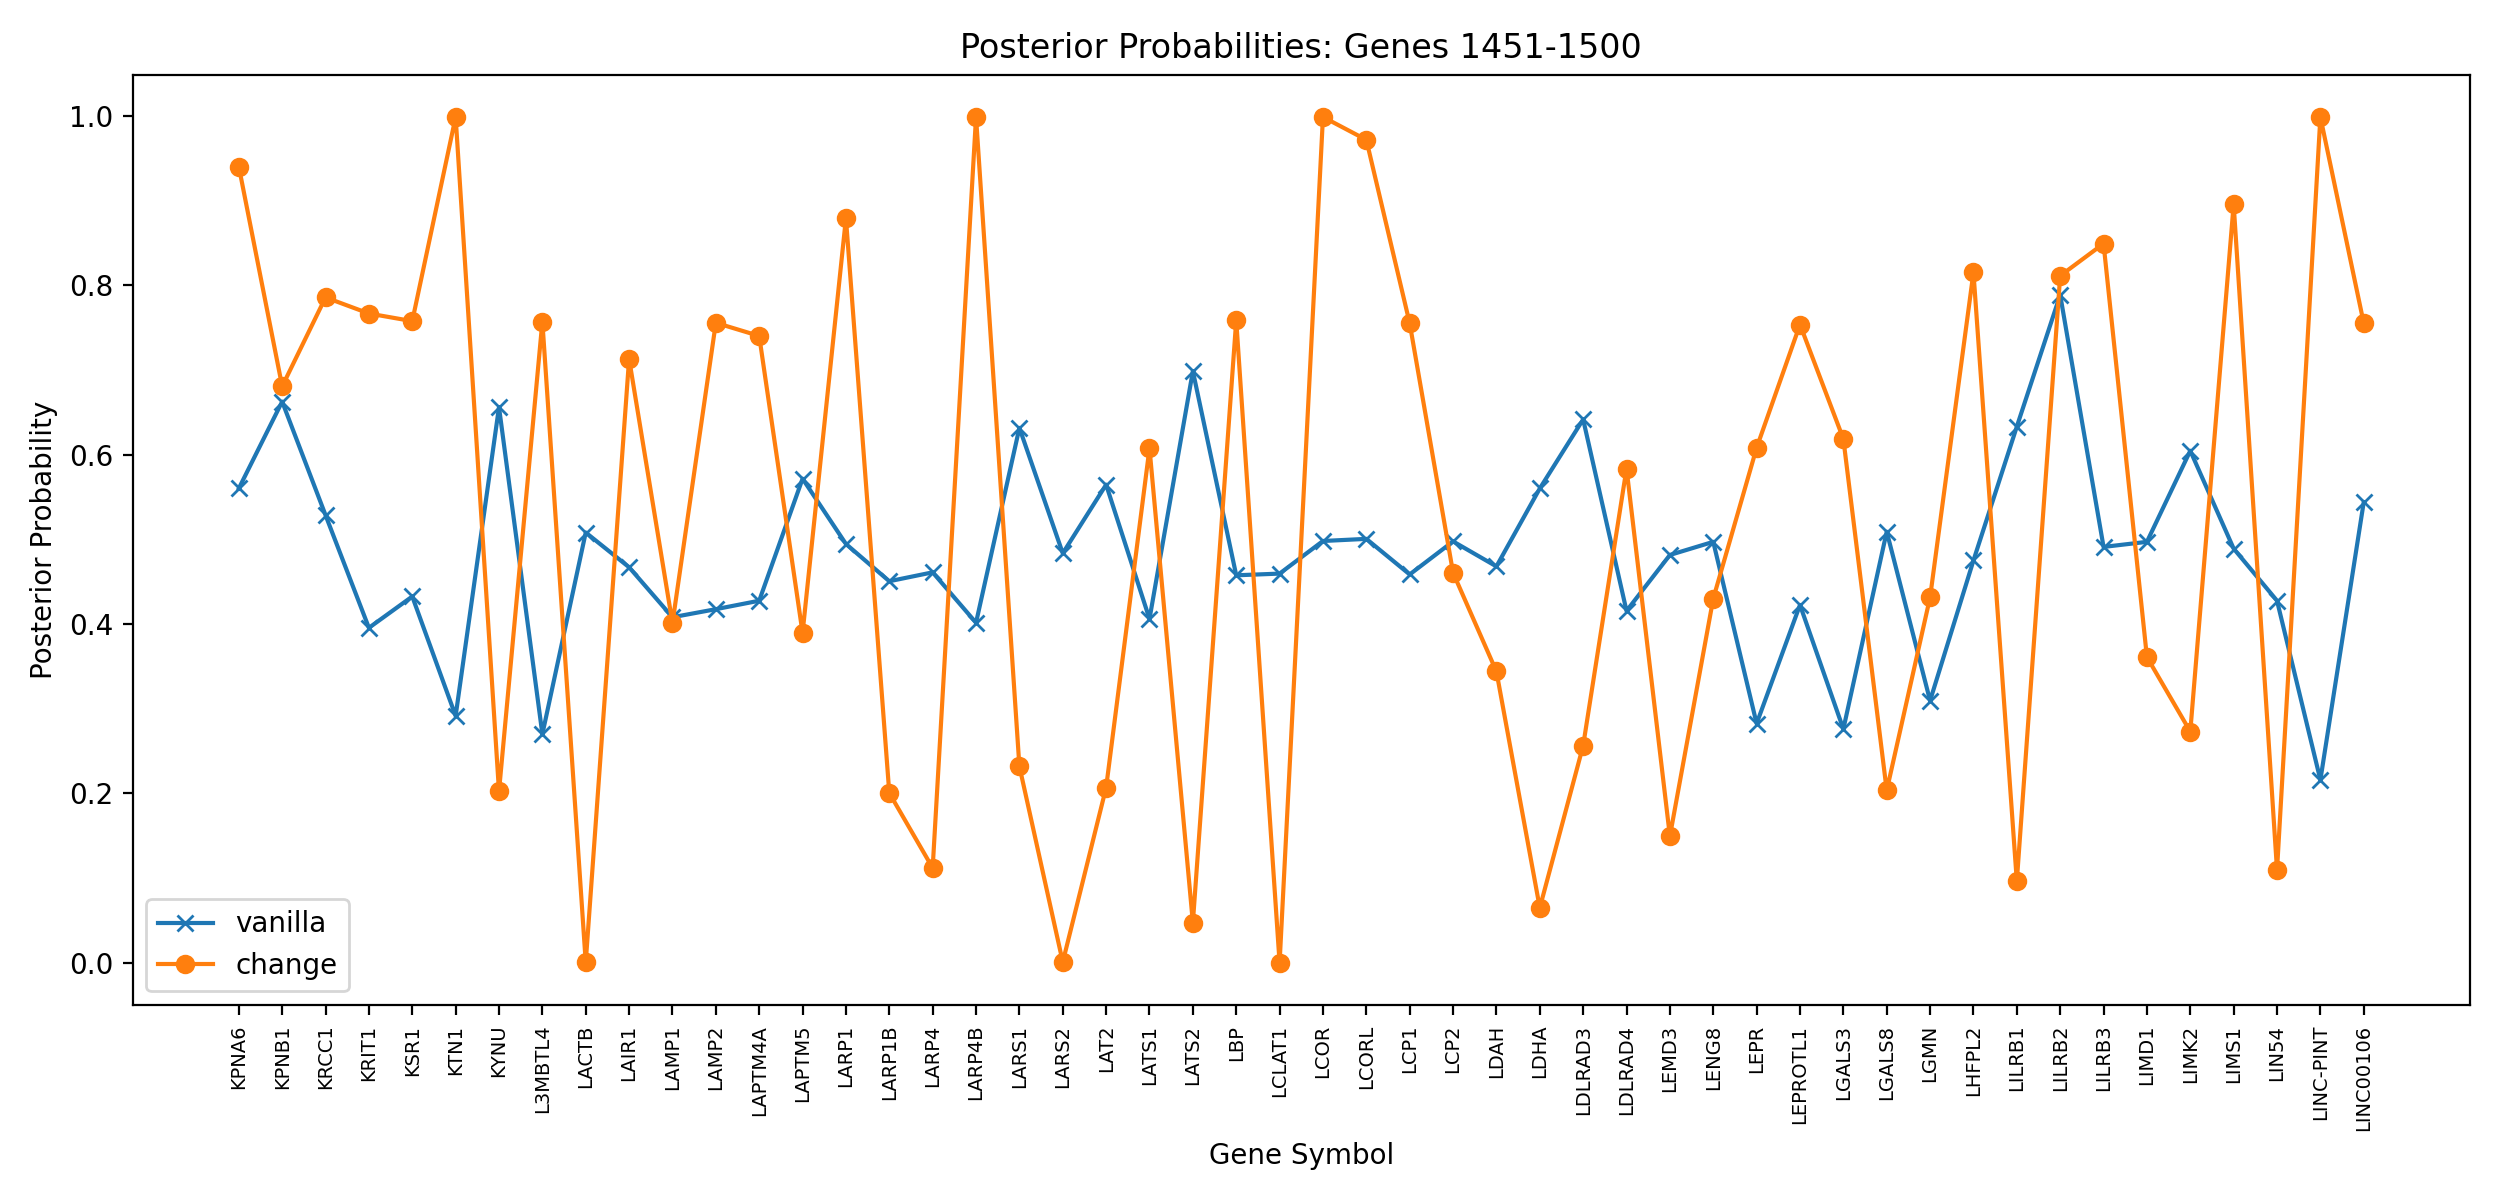 Posterior Probabilities: Genes 1451-1500
Posterior Probability
1.0
0.8
0.6
0.4
0.2
0.0
vanilla
change
KPNA6
KPNB1
KRCC1
KRIT1
KSR1
KTN1
KYNU
L3MBTL4
LACTB
LAIR1
LAMP1
LAMP2
LAPTM4A
LAPTM5
LARP1
LARP1B
LARP4
LARP4B
LARS1
LARS2
LAT2
LATS1
LATS2
LBP
LCLAT1
LCOR
LCORL
LCP1
LCP2
LDAH
LDHA
LDLRAD3
LDLRAD4
LEMD3
LENG8
LEPR
LEPROTL1
LGALS3
LGALS8
LGMN
LHFPL2
LILRB1
LILRB2
LILRB3
LIMD1
LIMK2
LIMS1
LIN54
LINC-PINT
LINC00106
Gene Symbol